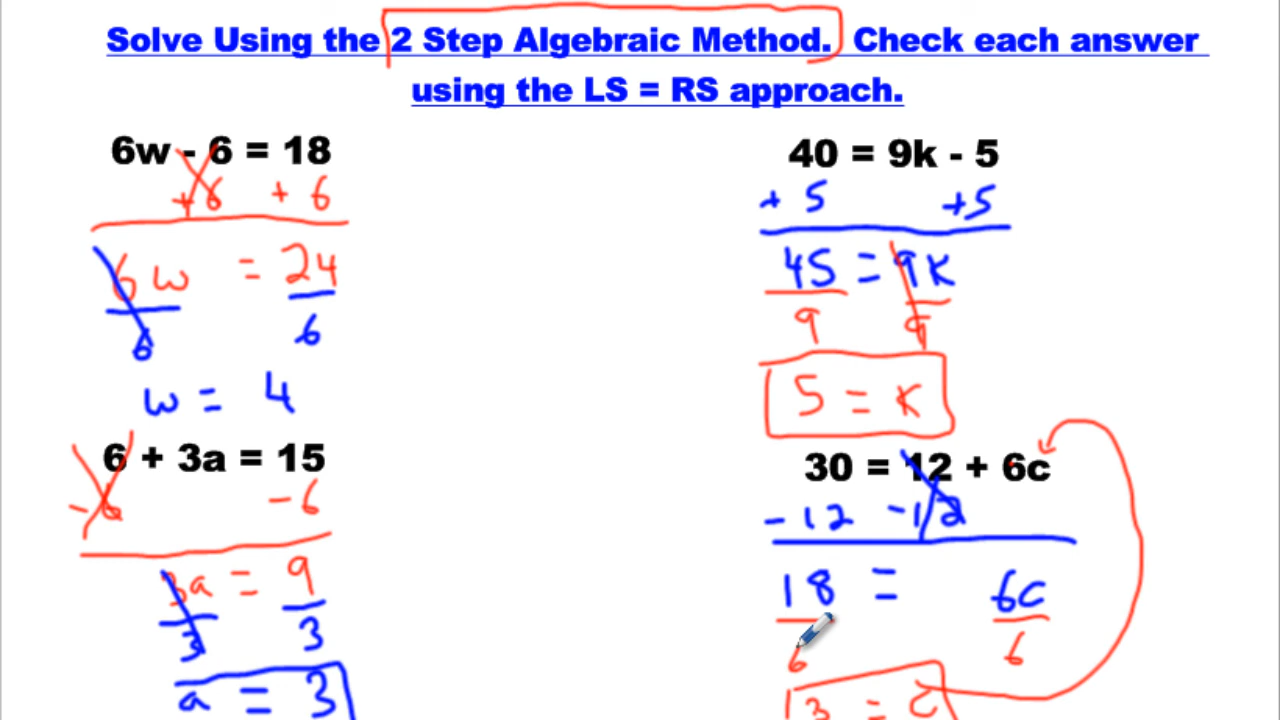 Solve Using the 2 Step Algebraic Method. Check each answer
using the LS = RS approach.
6w - 6 = 18
+6 + 6
6w = 24
6 6
w = 4
6 + 3a = 15
-6 -6
3a = 9
3 3
a = 3
40 = 9k - 5
+ 5 +5
45 = 9k
9 9
5 = k
30 = 12 + 6c
-12 -12
18 = 6c
6 6
3 = c